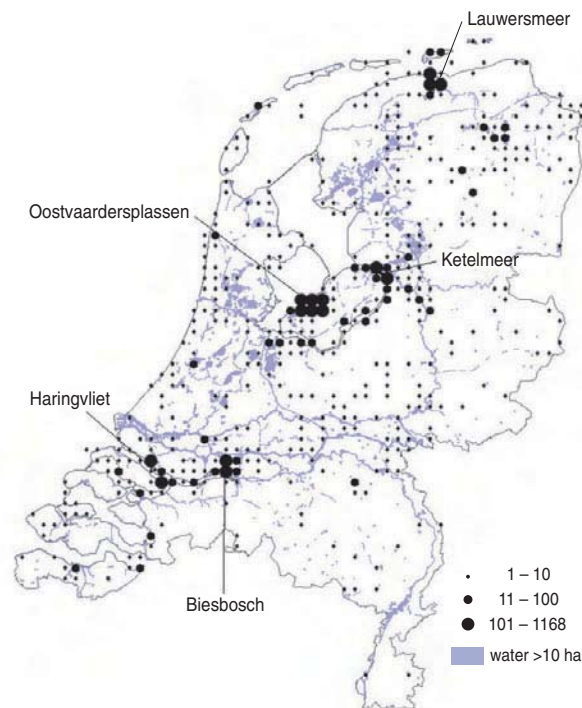 Lauwersmeer
Oostvaardersplassen
Ketelmeer
Haringvliet
Biesbosch
1 – 10
11 – 100
101 – 1168
water >10 ha